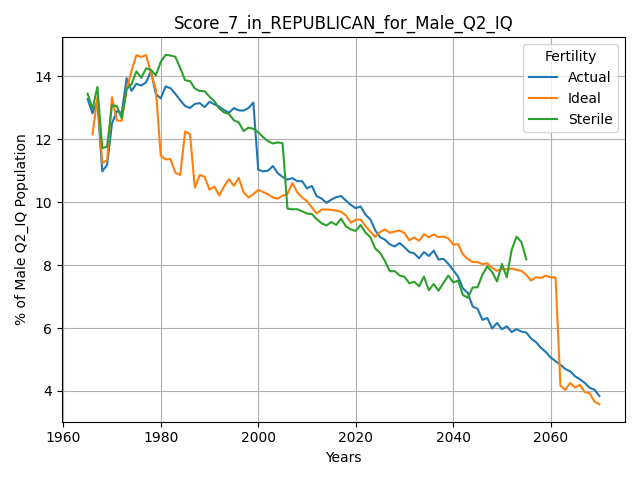 Score_7_in_REPUBLICAN_for_Male_Q2_IQ
Fertility
Actual
Ideal
Sterile
% of Male Q2_IQ Population
14
12
10
8
6
4
1960
1980
2000
2020
2040
2060
Years